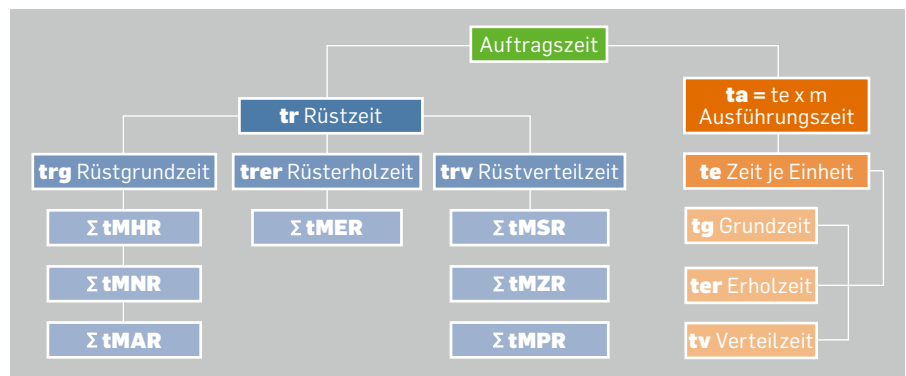 Auftragszeit
tr Rüstzeit
ta = te x m
Ausführungszeit
trg Rüstgrundzeit
trer Rüsterholzeit
trv Rüstverteilzeit
te Zeit je Einheit
Σ tMHR
Σ tMER
Σ tMSR
tg Grundzeit
Σ tMNR
Σ tMZR
ter Erholzeit
Σ tMAR
Σ tMPR
tv Verteilzeit